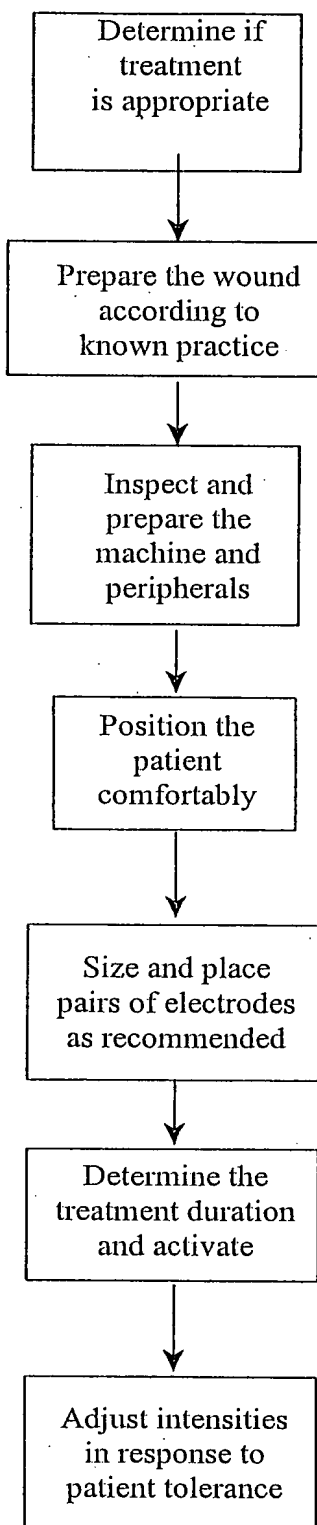 Determine if
treatment
is appropriate
Prepare the wound
according to
known practice
Inspect and
prepare the
machine and
peripherals
Position the
patient
comfortably
Size and place
pairs of electrodes
as recommended
Determine the
treatment duration
and activate
Adjust intensities
in response to
patient tolerance